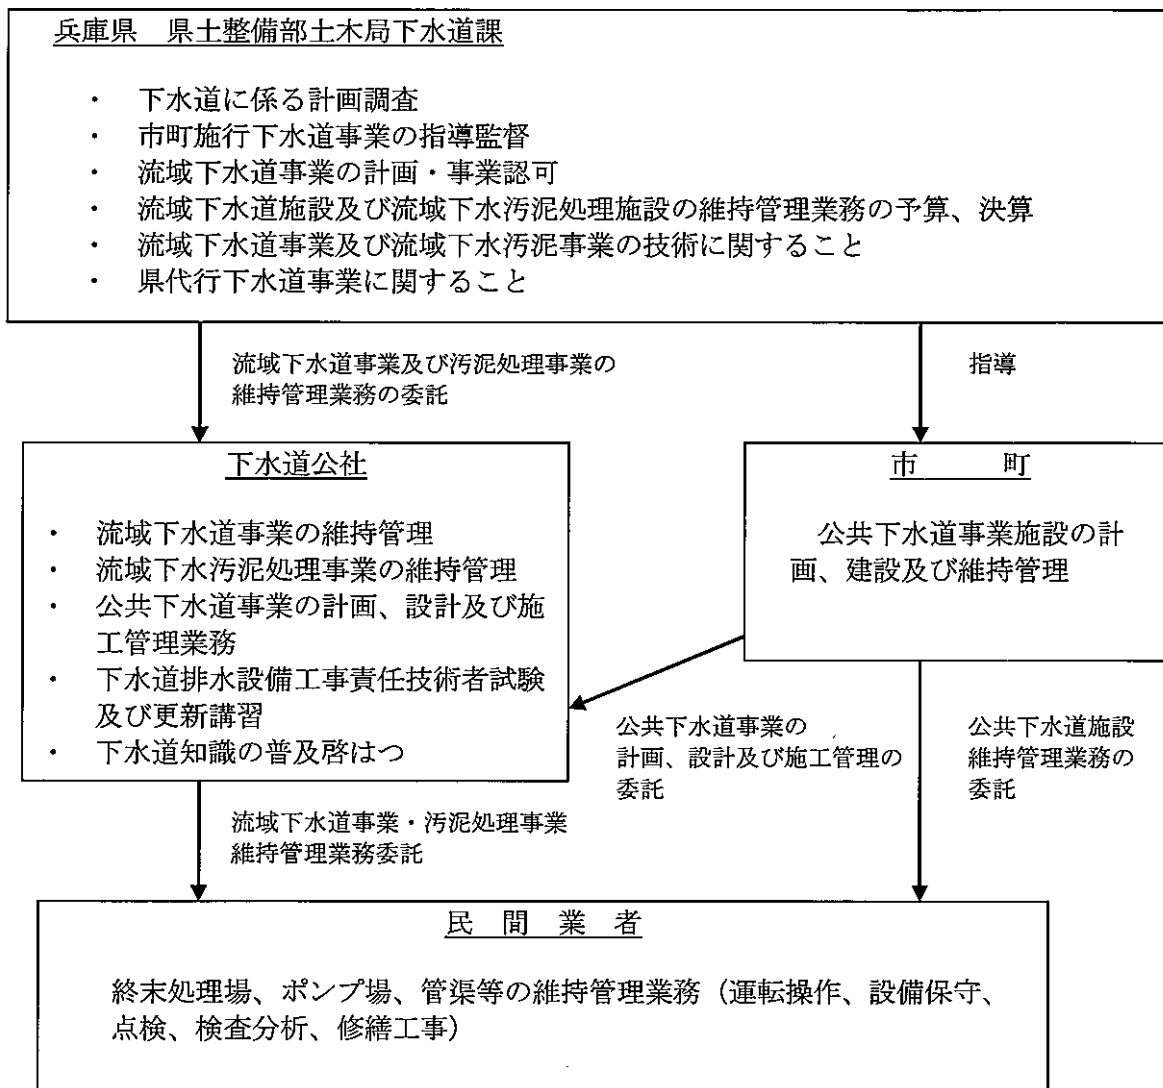 兵庫県　県土整備部土木局下水道課
・　下水道に係る計画調査
・　市町施行下水道事業の指導監督
・　流域下水道事業の計画・事業認可
・　流域下水道施設及び流域下水汚泥処理施設の維持管理業務の予算、決算
・　流域下水道事業及び流域下水汚泥事業の技術に関すること
・　県代行下水道事業に関すること
流域下水道事業及び汚泥処理事業の
維持管理業務の委託
指導
下水道公社
・　流域下水道事業の維持管理
・　流域下水汚泥処理事業の維持管理
・　公共下水道事業の計画、設計及び施
工管理業務
・　下水道排水設備工事責任技術者試験
及び更新講習
・　下水道知識の普及啓はつ
市　　町
公共下水道事業施設の計
画、建設及び維持管理
公共下水道事業の
計画、設計及び施工管理の
委託
公共下水道施設
維持管理業務の
委託
流域下水道事業・汚泥処理事業
維持管理業務委託
民　間　業　者
終末処理場、ポンプ場、管渠等の維持管理業務（運転操作、設備保守、
点検、検査分析、修繕工事）